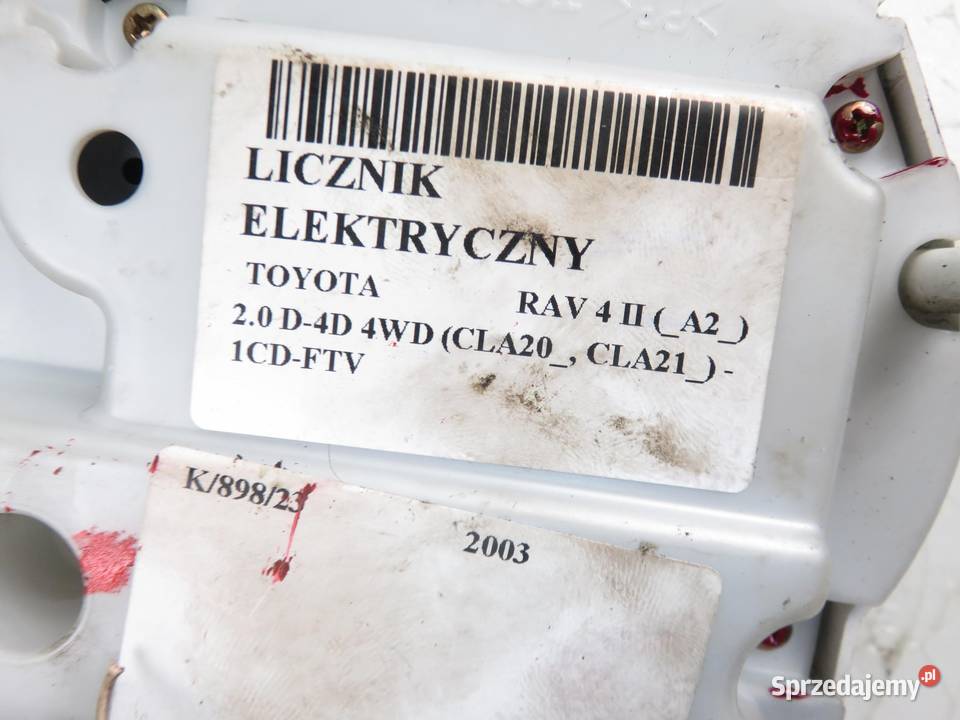 LICZNIK
ELEKTRYCZNY
TOYOTA RAV 4 II (_A2_)
2.0 D-4D 4WD (CLA20_, CLA21_) -
1CD-FTV
K/898/23
2003
Sprzedajemy.pl